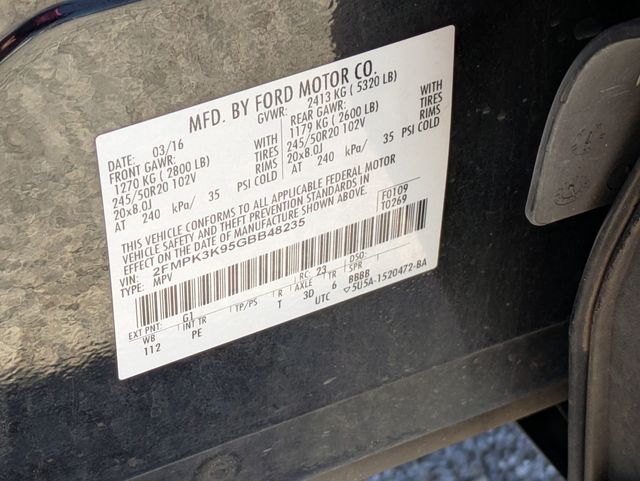 MFD. BY FORD MOTOR CO.
DATE: 03/16 GVWR: 2413 KG ( 5320 LB)
FRONT GAWR: REAR GAWR: WITH
1270 KG ( 2800 LB) WITH 1179 KG ( 2600 LB) TIRES
245/50R20 102V TIRES 245/50R20 102V RIMS
20x8.0J RIMS 20x8.0J
AT 240 kPa/ 35 PSI COLD AT 240 kPa/ 35 PSI COLD
THIS VEHICLE CONFORMS TO ALL APPLICABLE FEDERAL MOTOR
VEHICLE SAFETY AND THEFT PREVENTION STANDARDS IN
EFFECT ON THE DATE OF MANUFACTURE SHOWN ABOVE. F0109
VIN: 2FMPK3K95GBB48235 T0269
TYPE: MPV
EXT PNT: G1 RC: 23 DSO:
WB INT TR TP/PS R AXLE TR SPR
112 PE T 3D 6 BBBB
UTC ▽5U5A-1520472-BA